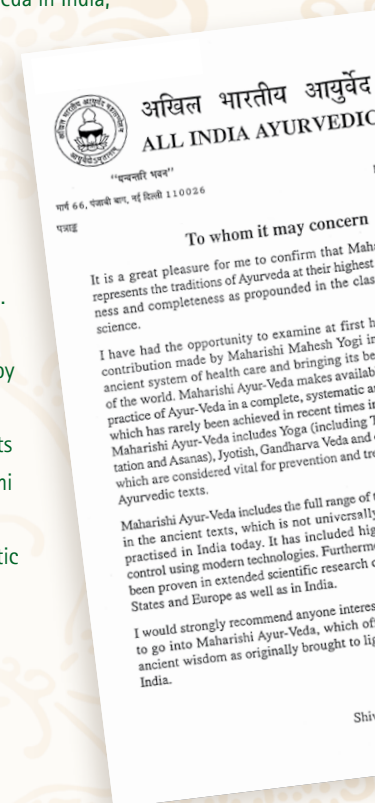 eda in India,
अखिल भारतीय आयुर्वेद
ALL INDIA AYURVEDIC
"धन्वन्तरि भवन"
मार्ग 66, पंजाबी बाग, नई दिल्ली 110026
पत्राङ्क
To whom it may concern
It is a great pleasure for me to confirm that Maha
represents the traditions of Ayurveda at their highest
ness and completeness as propounded in the clas
science.
I have had the opportunity to examine at first h
contribution made by Maharishi Mahesh Yogi in
ancient system of health care and bringing its be
of the world. Maharishi Ayur-Veda makes availab
practice of Ayur-Veda in a complete, systematic a
which has rarely been achieved in recent times i
Maharishi Ayur-Veda includes Yoga (including T
tation and Asanas), Jyotish, Gandharva Veda and
which are considered vital for prevention and tre
Ayurvedic texts.
Maharishi Ayur-Veda includes the full range of t
in the ancient texts, which is not universally
practised in India today. It has included hig
control using modern technologies. Furtherm
been proven in extended scientific research c
States and Europe as well as in India.
I would strongly recommend anyone interes
to go into Maharishi Ayur-Veda, which of
ancient wisdom as originally brought to lig
India.
Shiv
.
by
ts
ni
tic